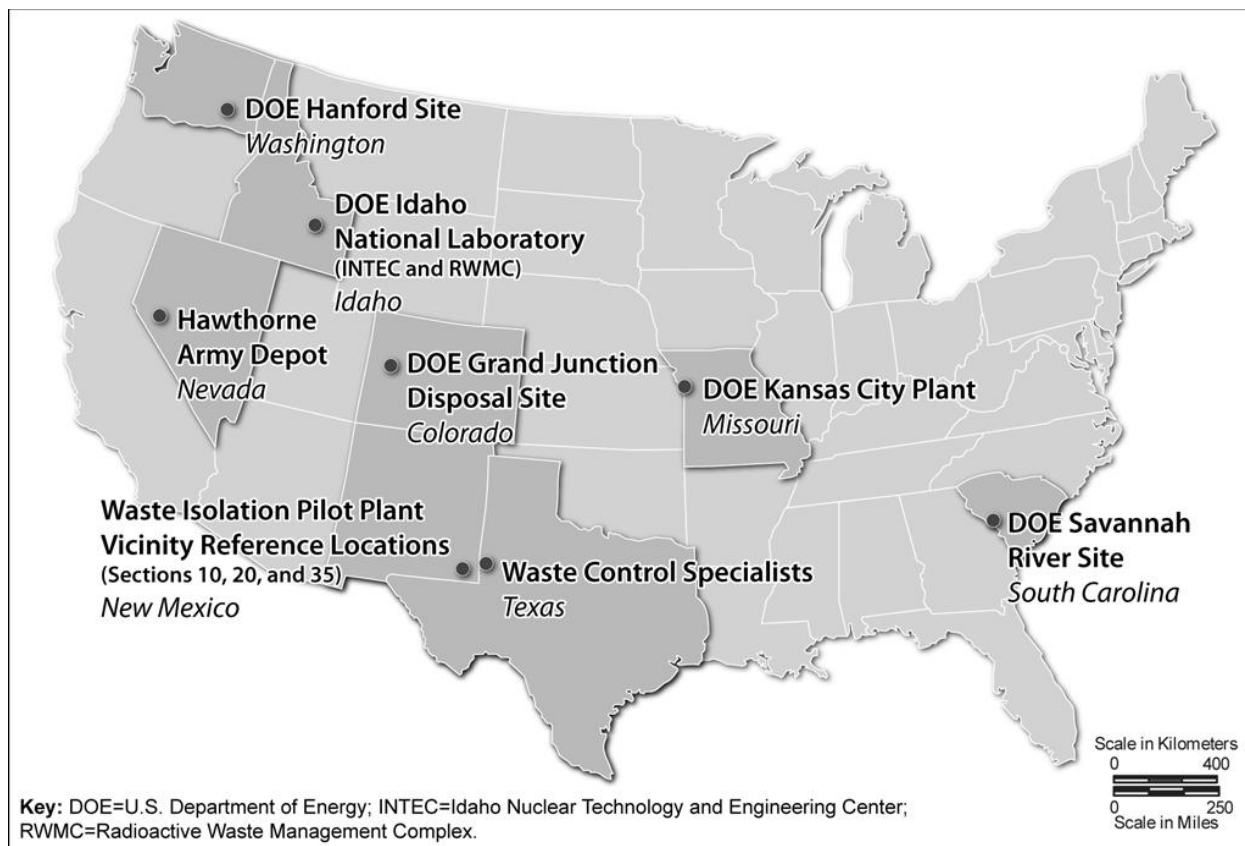 DOE Hanford Site
Washington
DOE Idaho
National Laboratory
(INTEC and RWMC)
Idaho
Hawthorne
Army Depot
Nevada
DOE Grand Junction
Disposal Site
Colorado
DOE Kansas City Plant
Missouri
Waste Isolation Pilot Plant
Vicinity Reference Locations
(Sections 10, 20, and 35)
New Mexico
Waste Control Specialists
Texas
DOE Savannah
River Site
South Carolina
Scale in Kilometers
0 400
0 250
Scale in Miles
Key: DOE=U.S. Department of Energy; INTEC=Idaho Nuclear Technology and Engineering Center;
RWMC=Radioactive Waste Management Complex.